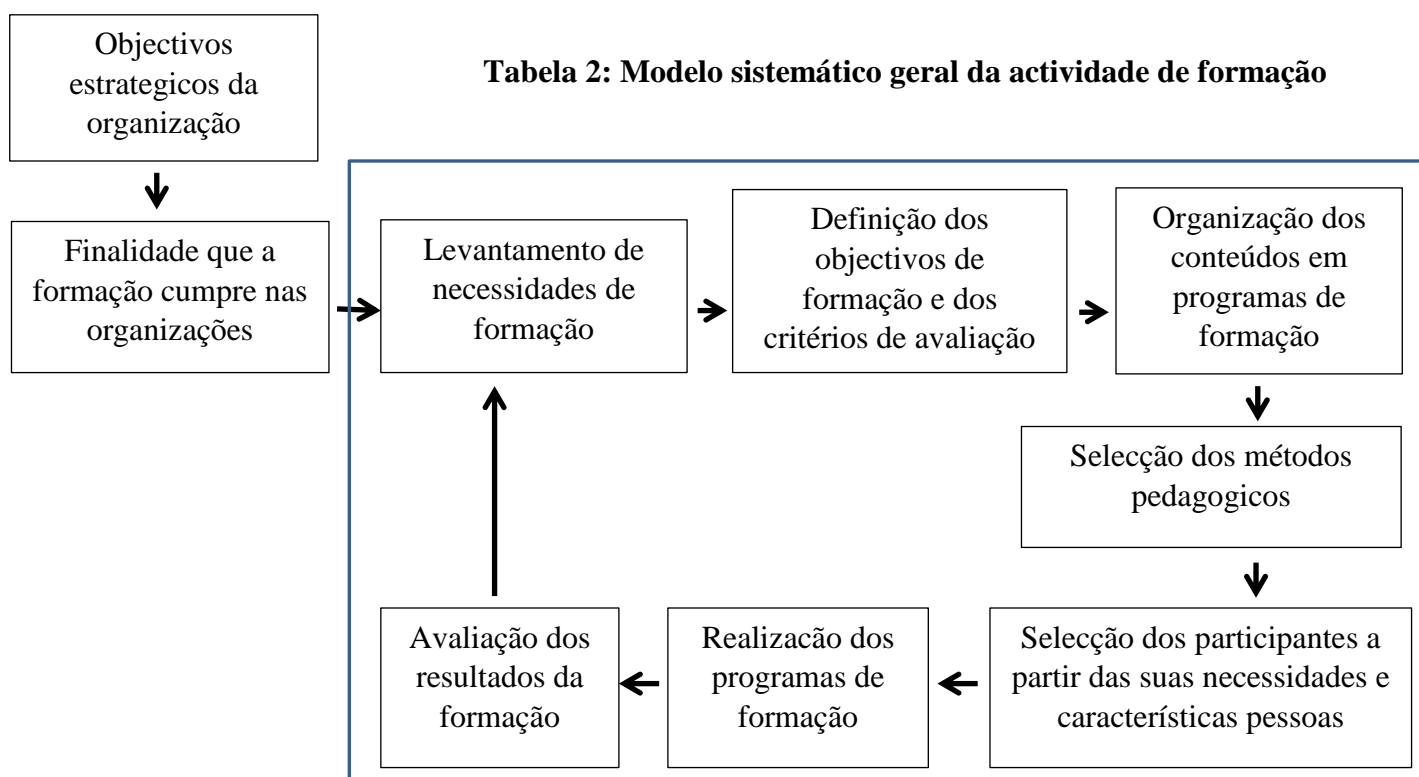 Objectivos
estrategicos da
organização
Tabela 2: Modelo sistemático geral da actividade de formação
Finalidade que a
formação cumpre nas
organizações
Levantamento de
necessidades de
formação
Definição dos
objectivos de
formação e dos
critérios de avaliação
Organização dos
conteúdos em
programas de
formação
Selecção dos métodos
pedagogicos
Selecção dos participantes a
partir das suas necessidades e
características pessoas
Realizacão dos
programas de
formação
Avaliação dos
resultados da
formação